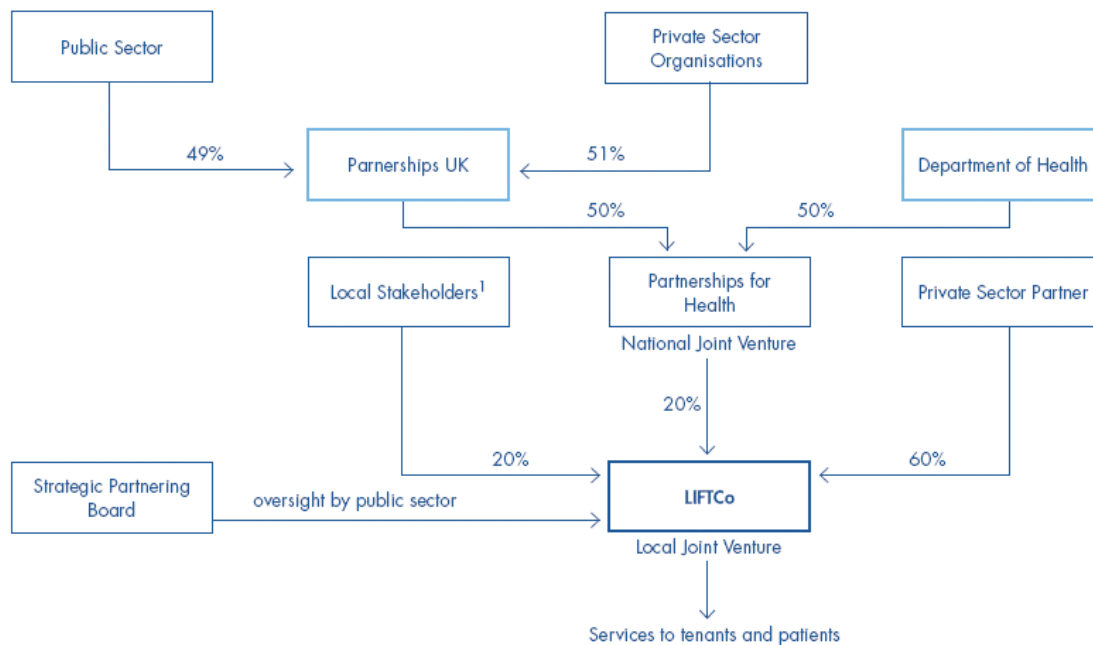 Public Sector
Private Sector
Organisations
49%
Parnerships UK
51%
Department of Health
50%
50%
Local Stakeholders¹
Partnerships for
Health
Private Sector Partner
National Joint Venture
20%
20%
60%
Strategic Partnering
Board
oversight by public sector
LIFTCo
Local Joint Venture
Services to tenants and patients